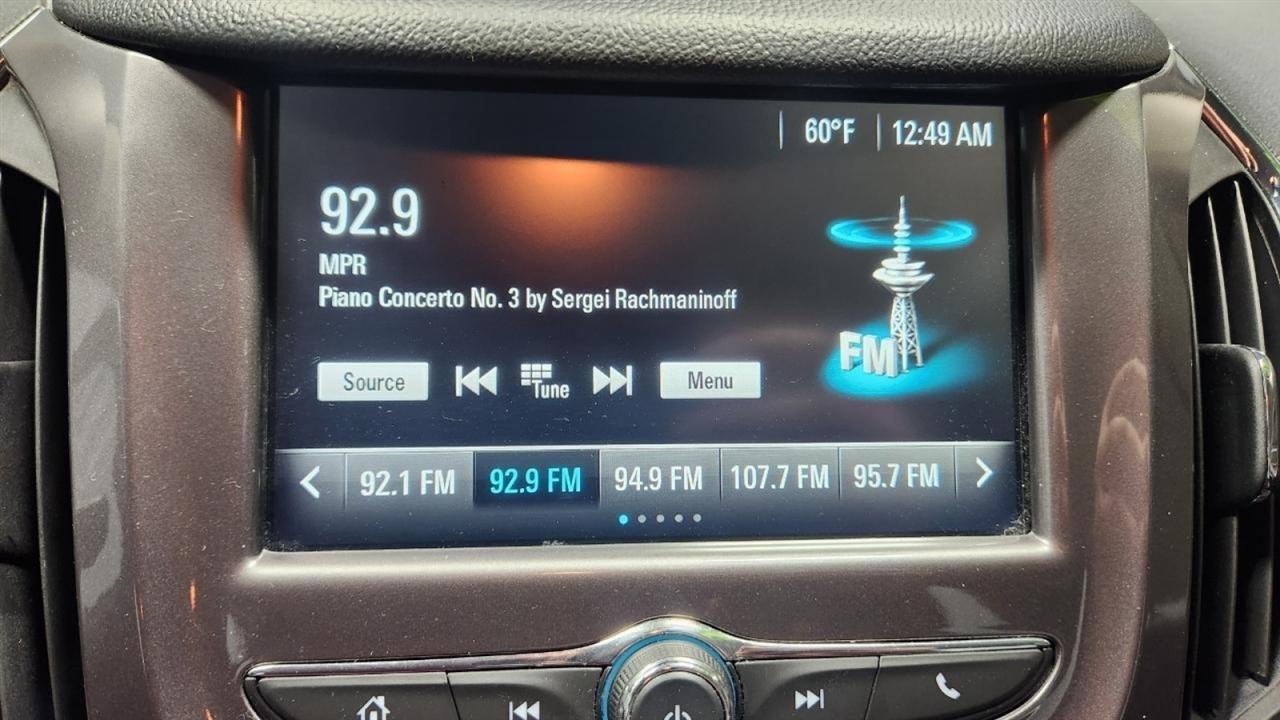 60°F 12:49 AM
92.9
MPR
Piano Concerto No. 3 by Sergei Rachmaninoff
FM
Source Tune Menu
92.1 FM 92.9 FM 94.9 FM 107.7 FM 95.7 FM